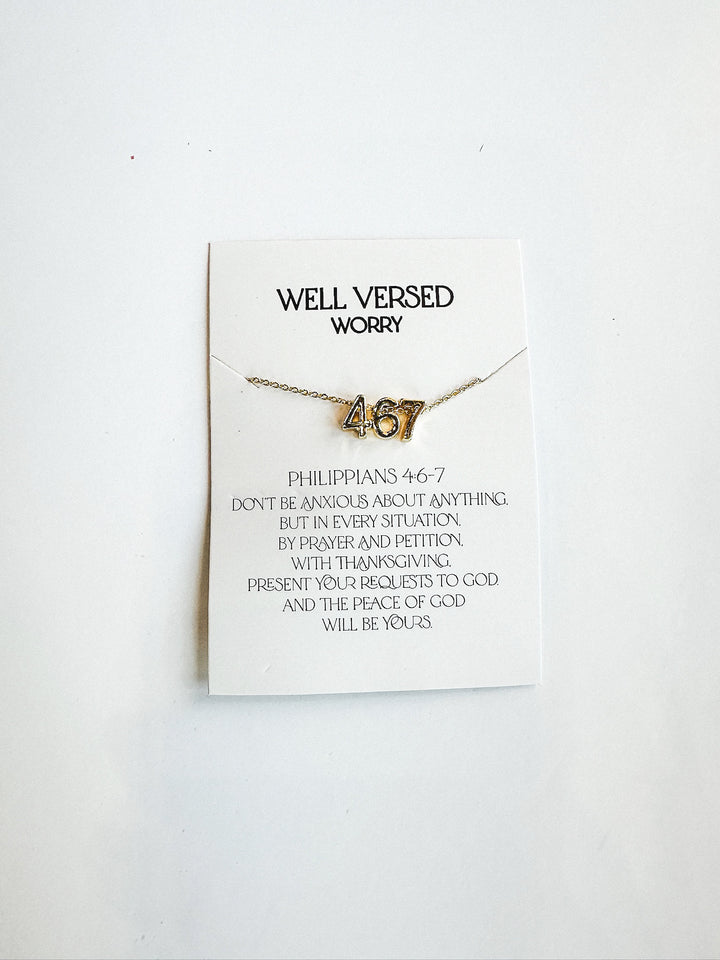 WELL VERSED
WORRY
467
PHILIPPIANS 4:6-7
DON'T BE ANXIOUS ABOUT ANYTHING,
BUT IN EVERY SITUATION,
BY PRAYER AND PETITION,
WITH THANKSGIVING,
PRESENT YOUR REQUESTS TO GOD.
AND THE PEACE OF GOD
WILL BE YOURS.